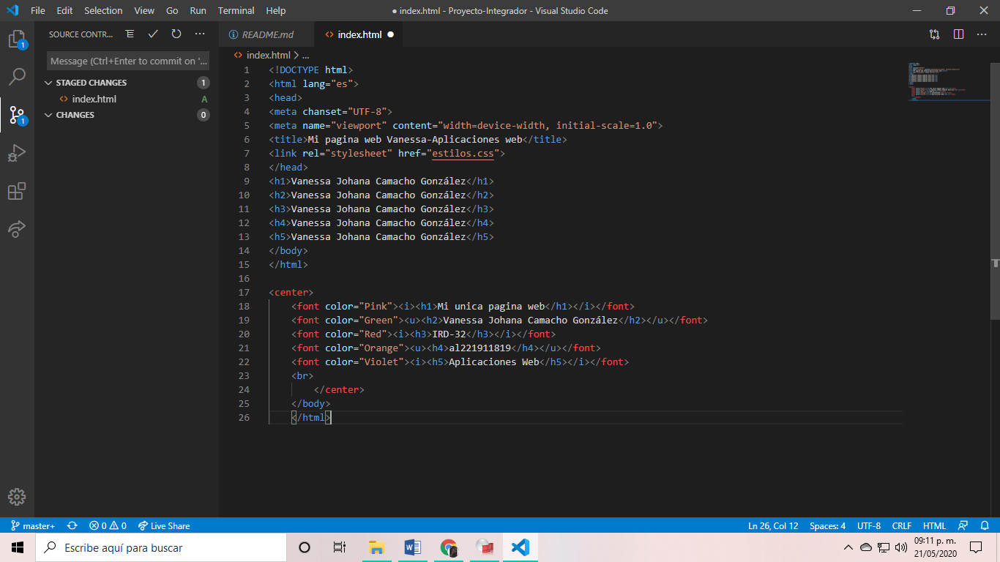 File Edit Selection View Go Run Terminal Help
● index.html - Proyecto-Integrador - Visual Studio Code
SOURCE CONTR...
README.md
index.html ●
1
Message (Ctrl+Enter to commit on '...
STAGED CHANGES 1
index.html A
CHANGES 0
1
index.html > ...
1 <!DOCTYPE html>
2 <html lang="es">
3 <head>
4 <meta chanset="UTF-8">
5 <meta name="viewport" content="width=device-width, initial-scale=1.0">
6 <title>Mi pagina web Vanessa-Aplicaciones web</title>
7 <link rel="stylesheet" href="estilos.css">
8 </head>
9 <h1>Vanessa Johana Camacho González</h1>
10 <h2>Vanessa Johana Camacho González</h2>
11 <h3>Vanessa Johana Camacho González</h3>
12 <h4>Vanessa Johana Camacho González</h4>
13 <h5>Vanessa Johana Camacho González</h5>
14 </body>
15 </html>
16
17 <center>
18 <font color="Pink"><i><h1>Mi unica pagina web</h1></i></font>
19 <font color="Green"><u><h2>Vanessa Johana Camacho González</h2></u></font>
20 <font color="Red"><i><h3>IRD-32</h3></i></font>
21 <font color="Orange"><u><h4>al221911819</h4></u></font>
22 <font color="Violet"><i><h5>Aplicaciones Web</h5></i></font>
23 <br>
24 </center>
25 </body>
26 </html>
master+ 0 0 Live Share
Ln 26, Col 12 Spaces: 4 UTF-8 CRLF HTML
Escribe aquí para buscar
09:11 p. m.
21/05/2020